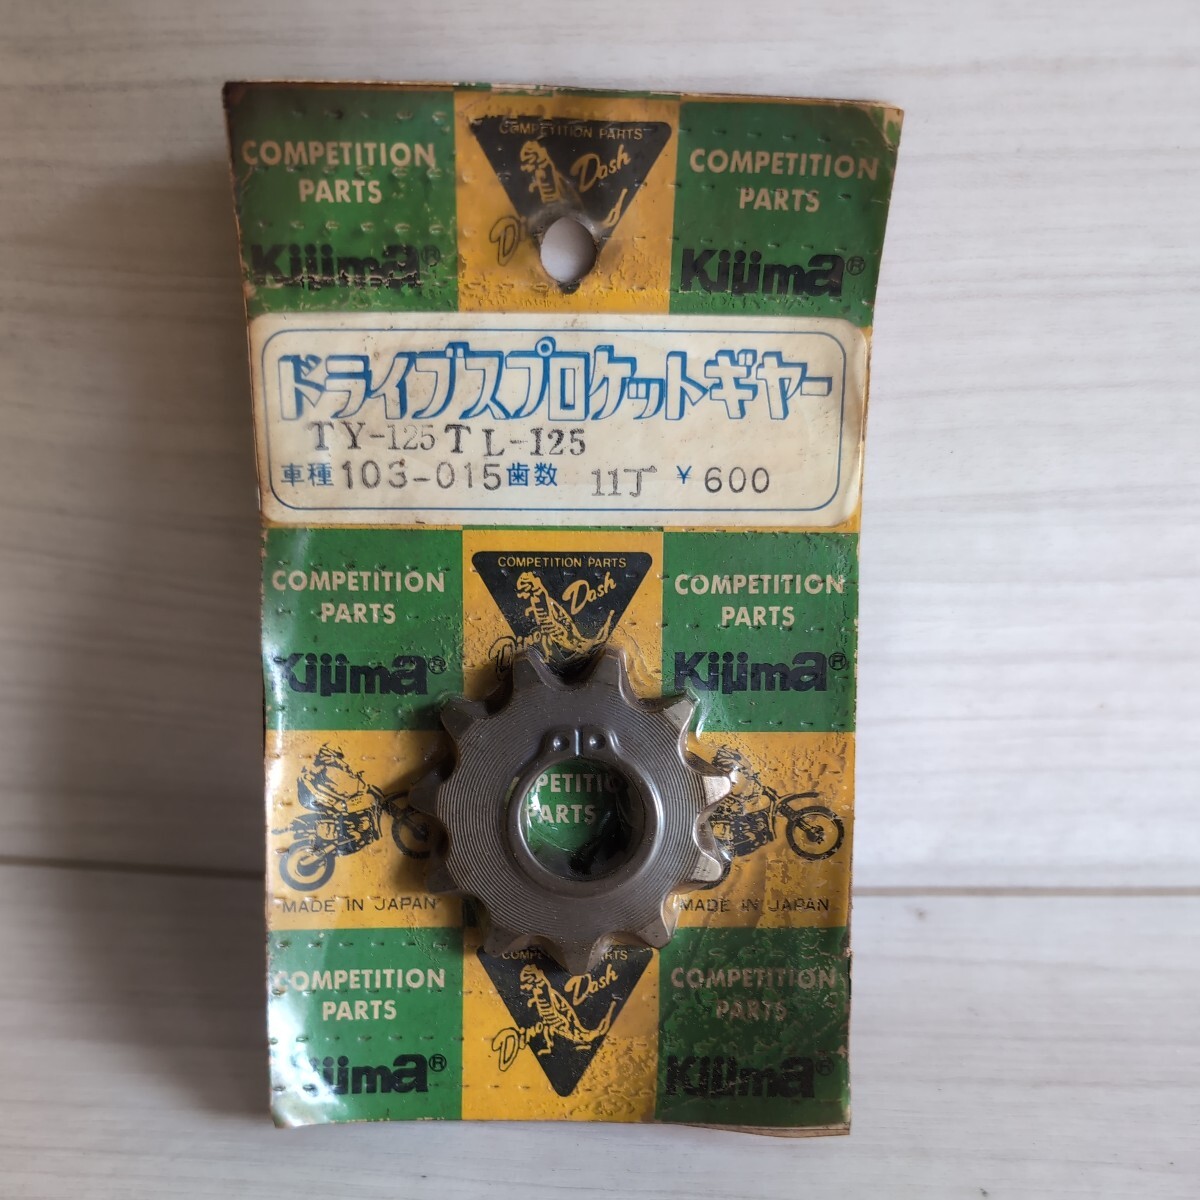 COMPETITION PARTS
COMPETITION
PARTS
Dash
COMPETITION
PARTS
Kijima®
Kijima®
ドライブスプロケットギヤー
TY-125 TL-125
車種 103-015 歯数 11丁 ¥ 600
COMPETITION PARTS
COMPETITION
PARTS
Dash
Dino
COMPETITION
PARTS
Kijima®
Kijima®
PETITIO
PARTS
MADE IN JAPAN
MADE IN JAPAN
COMPETITION
PARTS
Dash
Dino
COMPETITION
PARTS
Kijima®
Kijima®